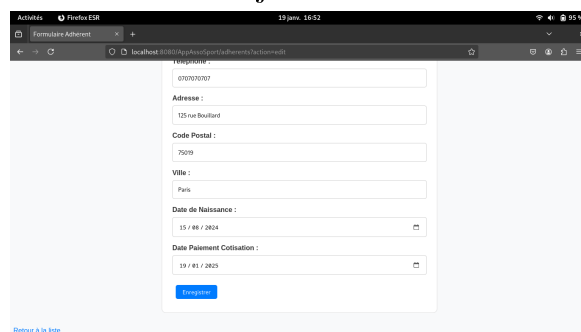 Activités Firefox ESR 19 janv. 16:52 95 %
Formulaire Adhérent × +
localhost:8080/AppAssoSport/adherents?action=edit
Téléphone :
0707070707
Adresse :
125 rue Bouillard
Code Postal :
75019
Ville :
Paris
Date de Naissance :
15 / 08 / 2024
Date Paiement Cotisation :
19 / 01 / 2025
Enregistrer
Retour à la liste